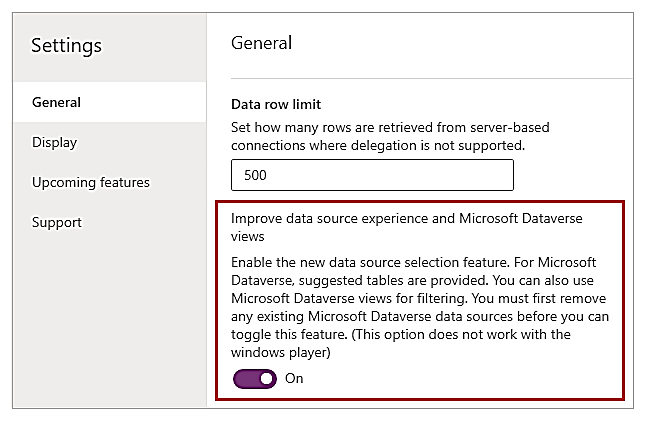 Settings
General
Display
Upcoming features
Support
General
Data row limit
Set how many rows are retrieved from server-based
connections where delegation is not supported.
500
Improve data source experience and Microsoft Dataverse
views
Enable the new data source selection feature. For Microsoft
Dataverse, suggested tables are provided. You can also use
Microsoft Dataverse views for filtering. You must first remove
any existing Microsoft Dataverse data sources before you can
toggle this feature. (This option does not work with the
windows player)
On